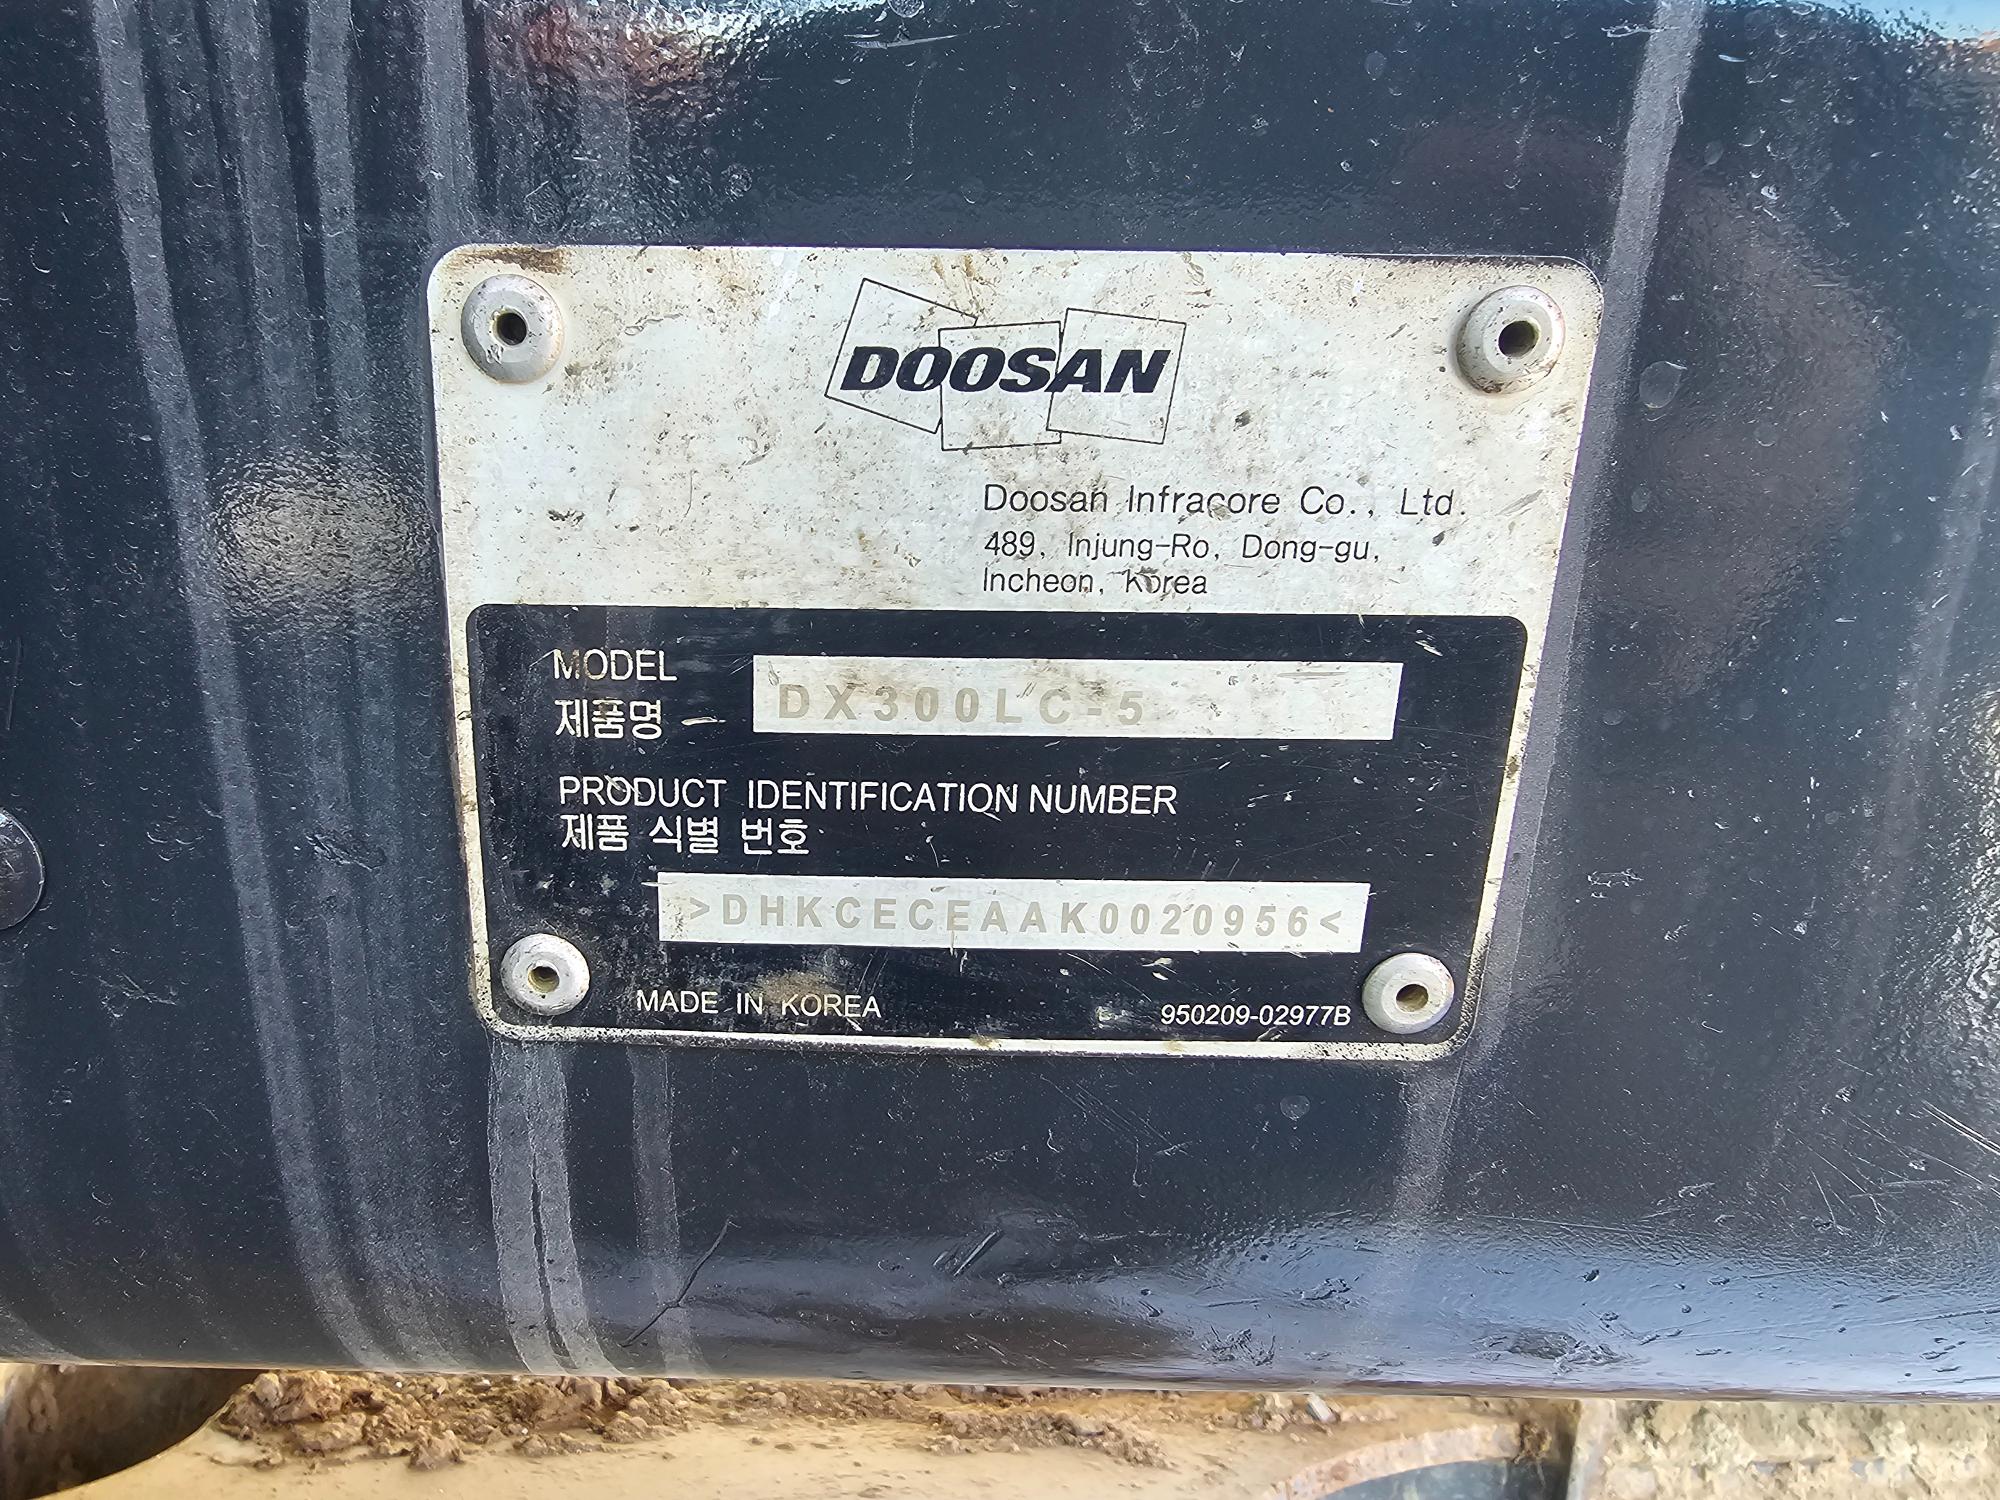 DOOSAN
Doosan Infracore Co., Ltd.
489, Injung-Ro, Dong-gu,
Incheon, Korea
MODEL
제품명
DX300LC-5
PRODUCT IDENTIFICATION NUMBER
제품 식별 번호
>DHKCECEAAK0020956<
MADE IN KOREA
950209-02977B